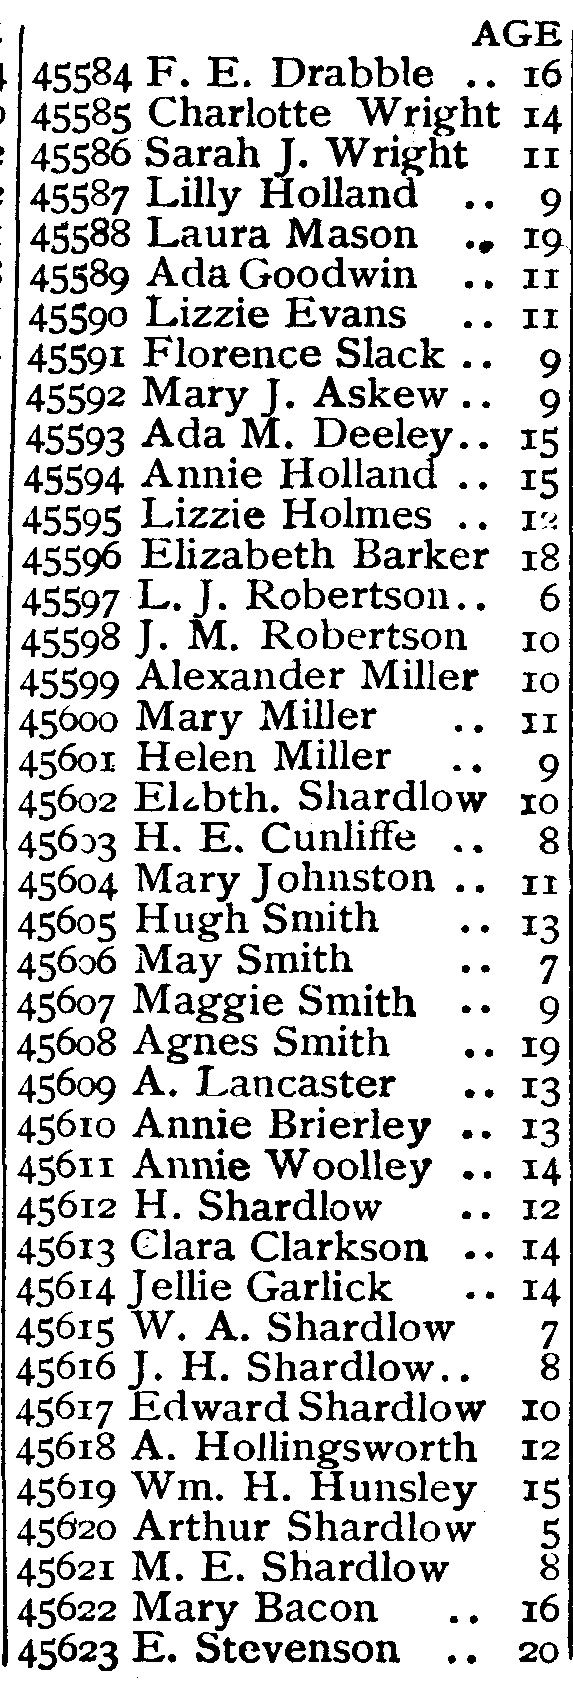 AGE
45584 F. E. Drabble .. 16
45585 Charlotte Wright 14
45586 Sarah J. Wright 11
45587 Lilly Holland .. 9
45588 Laura Mason .. 19
45589 Ada Goodwin .. 11
45590 Lizzie Evans .. 11
45591 Florence Slack .. 9
45592 Mary J. Askew .. 9
45593 Ada M. Deeley .. 15
45594 Annie Holland .. 15
45595 Lizzie Holmes ..
45596 Elizabeth Barker 18
45597 L. J. Robertson .. 6
45598 J. M. Robertson 10
45599 Alexander Miller 10
45600 Mary Miller .. 11
45601 Helen Miller .. 9
45602 Elzbth. Shardlow 10
45603 H. E. Cunliffe .. 8
45604 Mary Johnston .. 11
45605 Hugh Smith .. 13
45606 May Smith .. 7
45607 Maggie Smith .. 9
45608 Agnes Smith .. 19
45609 A. Lancaster .. 13
45610 Annie Brierley .. 13
45611 Annie Woolley .. 14
45612 H. Shardlow .. 12
45613 Clara Clarkson .. 14
45614 Jellie Garlick .. 14
45615 W. A. Shardlow 7
45616 J. H. Shardlow .. 8
45617 Edward Shardlow 10
45618 A. Hollingsworth 12
45619 Wm. H. Hunsley 15
45620 Arthur Shardlow 5
45621 M. E. Shardlow 8
45622 Mary Bacon .. 16
45623 E. Stevenson .. 20